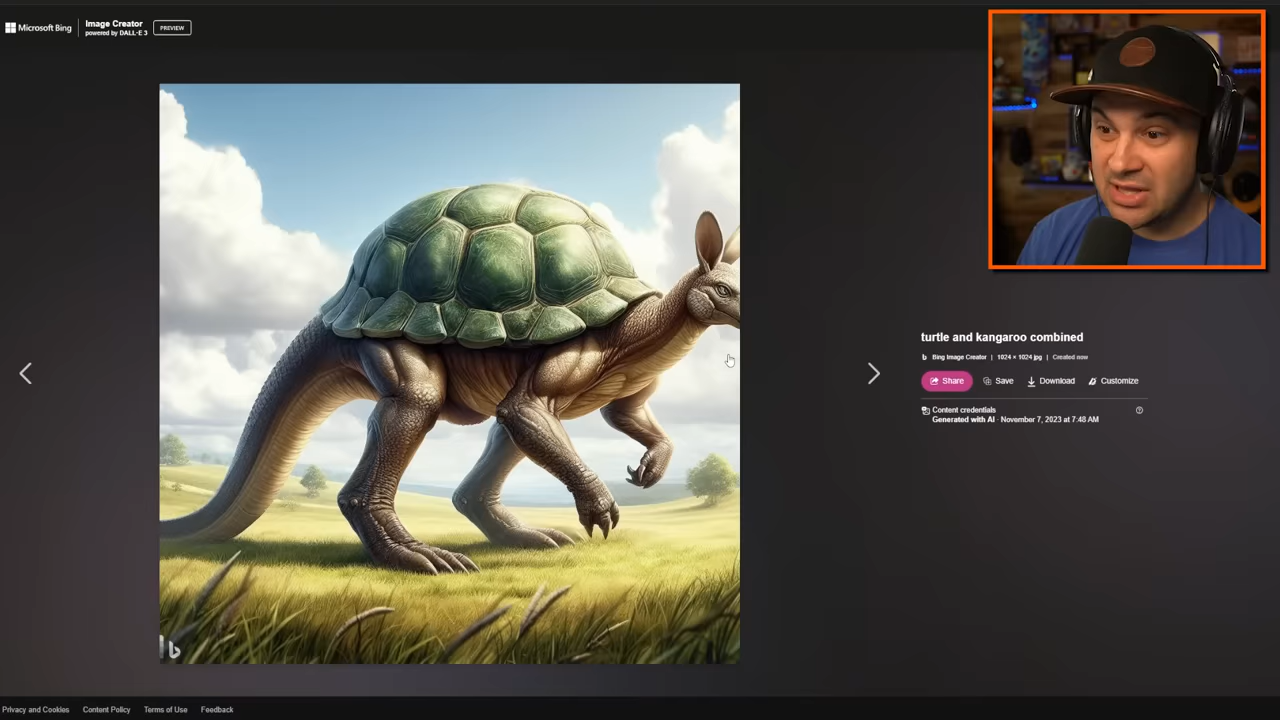 Microsoft Bing
Image Creator
powered by DALL-E 3
PREVIEW
turtle and kangaroo combined
Bing Image Creator | 1024 × 1024 jpg | Created now
Share
Save
Download
Customize
Content credentials
Generated with AI · November 7, 2023 at 7:48 AM
Privacy and Cookies
Content Policy
Terms of Use
Feedback